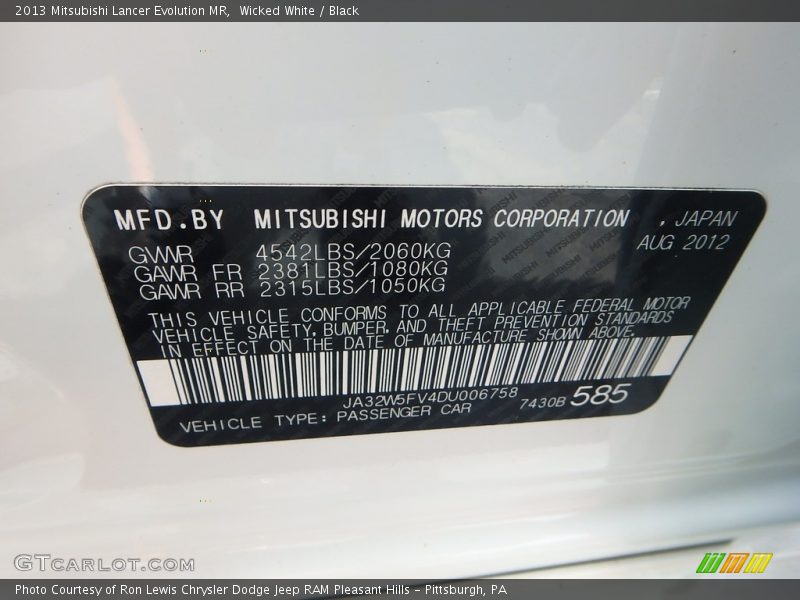 2013 Mitsubishi Lancer Evolution MR,  Wicked White / Black
MFD.BY MITSUBISHI MOTORS CORPORATION , JAPAN
AUG 2012
GVWR 4542LBS/2060KG
GAWR FR 2381LBS/1080KG
GAWR RR 2315LBS/1050KG
THIS VEHICLE CONFORMS TO ALL APPLICABLE FEDERAL MOTOR
VEHICLE SAFETY, BUMPER, AND THEFT PREVENTION STANDARDS
IN EFFECT ON THE DATE OF MANUFACTURE SHOWN ABOVE.
JA32W5FV4DU006758
7430B 585
VEHICLE TYPE: PASSENGER CAR
GTCARLOT.COM
Photo Courtesy of Ron Lewis Chrysler Dodge Jeep RAM Pleasant Hills - Pittsburgh, PA